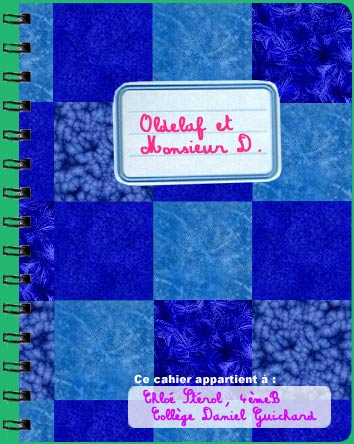 Oldelaf et
Monsieur D.
Ce cahier appartient à :
Chloé Stérol, 4èmeB
Collège Daniel Guichard